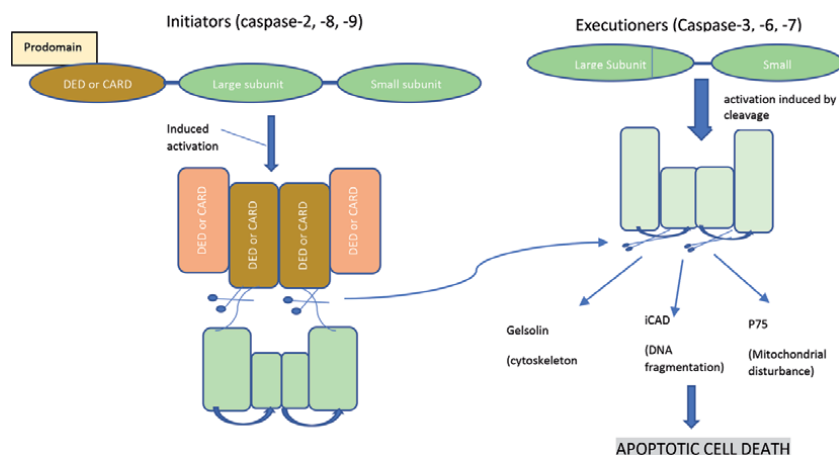 Initiators (caspase-2, -8, -9)
Prodomain
DED or CARD
Large subunit
Small subunit
Induced
activation
DED or CARD
DED or CARD
DED or CARD
DED or CARD
Executioners (Caspase-3, -6, -7)
Large Subunit
Small
activation induced by
cleavage
Gelsolin
(cytoskeleton
iCAD
(DNA
fragmentation)
P75
(Mitochondrial
disturbance)
APOPTOTIC CELL DEATH